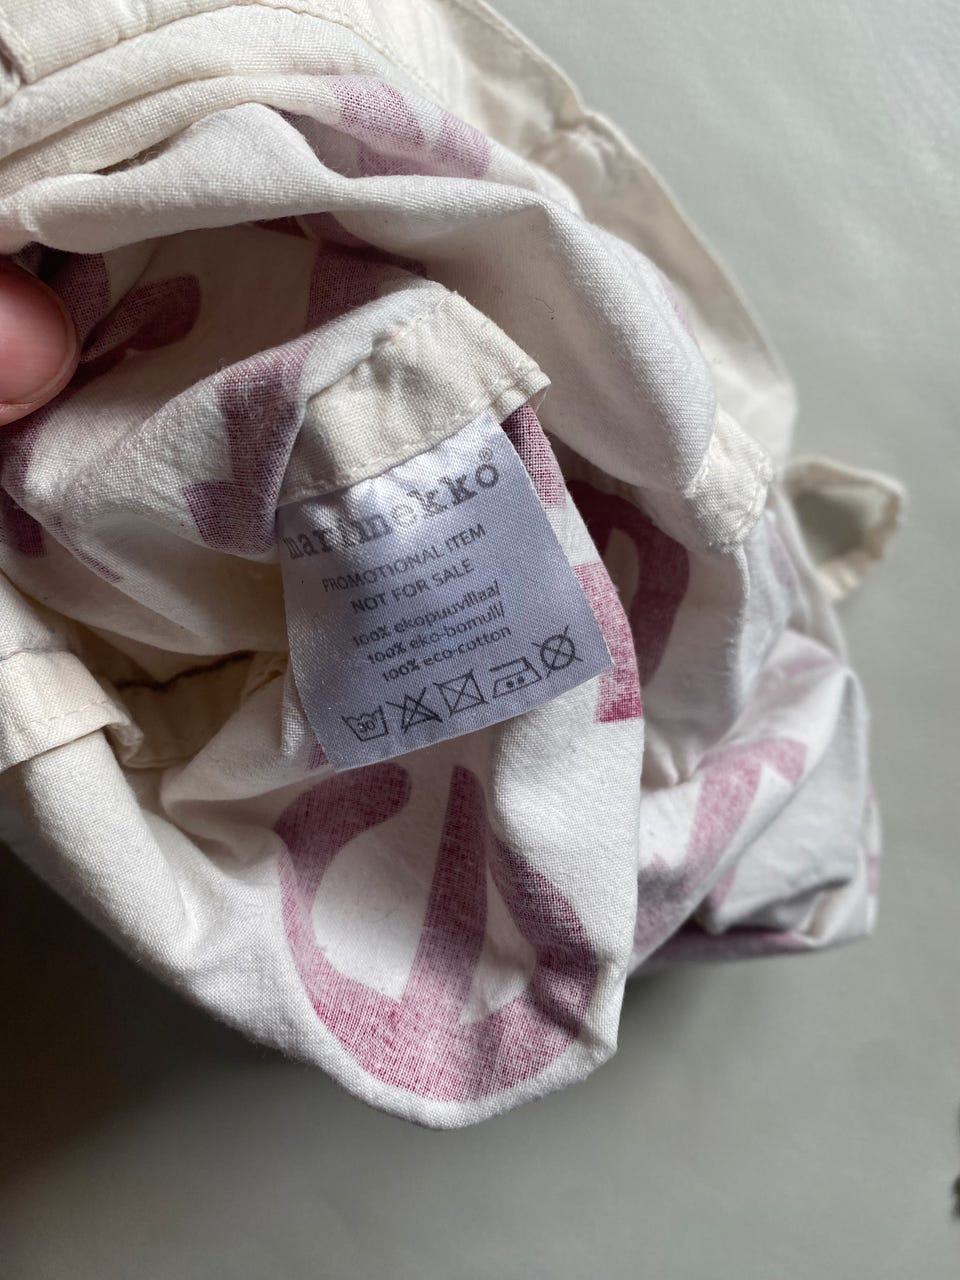 marimekko®
PROMOTIONAL ITEM
NOT FOR SALE
100% ekopuuvillaa/
100% eko-bomull/
100% eco-cotton
30°